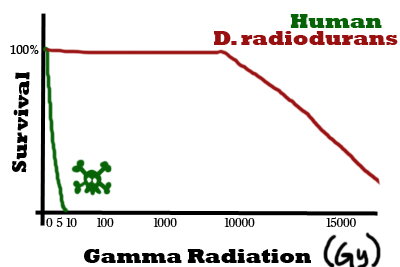 Human
D. radiodurans
100%
Survival
0 5 10 100 1000 10000 15000
Gamma Radiation (Gy)